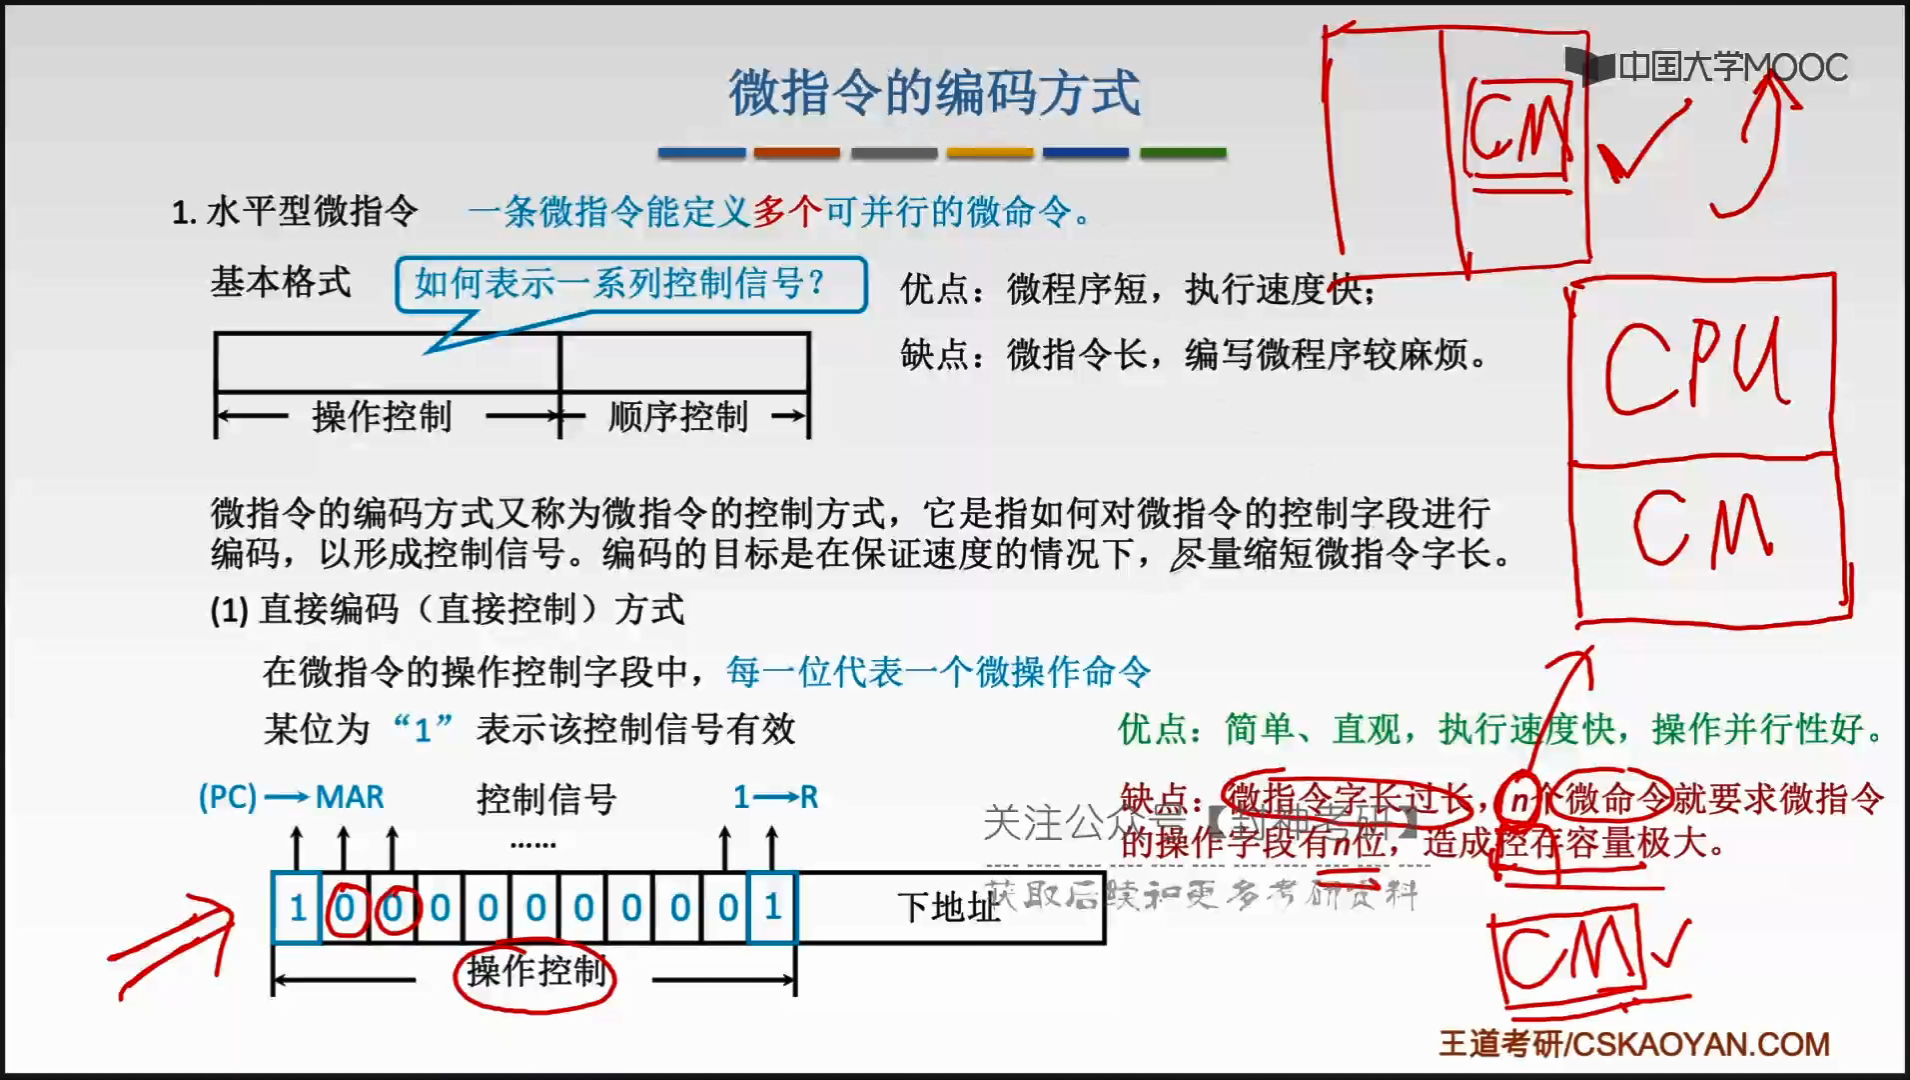 微指令的编码方式
中国大学MOOC
CM
1. 水平型微指令 一条微指令能定义多个可并行的微命令。
基本格式 如何表示一系列控制信号？
优点：微程序短，执行速度快；
缺点：微指令长，编写微程序较麻烦。
操作控制 顺序控制
CPU
CM
微指令的编码方式又称为微指令的控制方式，它是指如何对微指令的控制字段进行
编码，以形成控制信号。编码的目标是在保证速度的情况下，尽量缩短微指令字长。
(1) 直接编码（直接控制）方式
在微指令的操作控制字段中，每一位代表一个微操作命令
某位为“1”表示该控制信号有效
优点：简单、直观，执行速度快，操作并行性好。
(PC) → MAR 控制信号 1 → R
缺点：微指令字长过长，n个微命令就要求微指令
的操作字段有n位，造成控存容量极大。
关注公众号【封神考研】
获取后续和更多考研资料
……
1 0 0 0 0 0 0 0 0 0 1 下地址
操作控制
CM
王道考研/CSKAOYAN.COM